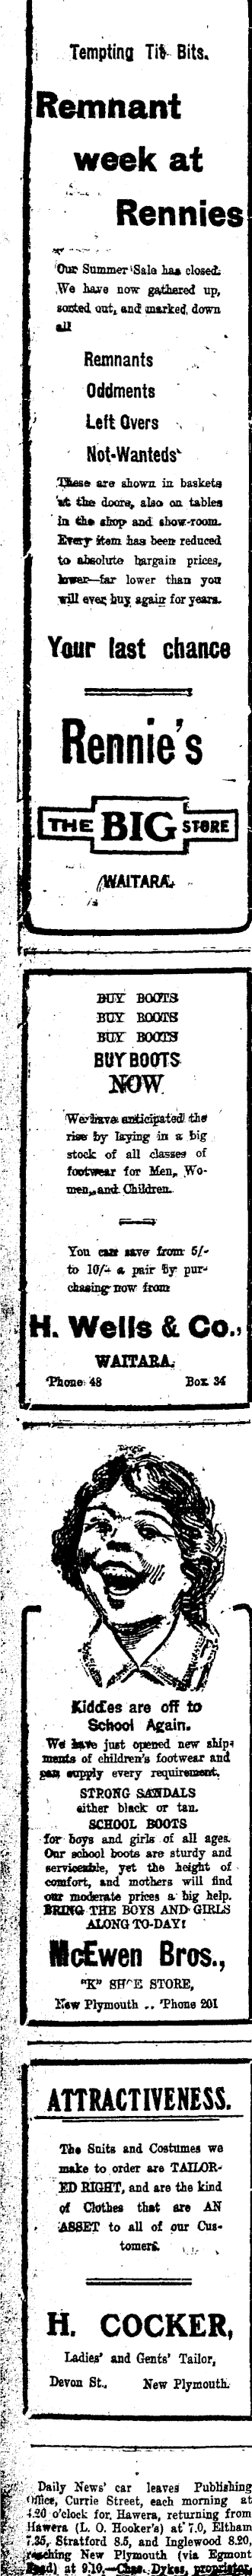 Tempting Tit Bits.
Remnant
week at
Rennies
Our Summer Sale has closed.
We have now gathered up,
sorted out, and marked down
all
Remnants
Oddments
Left Overs
Not-Wanteds
These are shown in baskets
at the doors, also on tables
in the shop and show-room.
Every item has been reduced
to absolute bargain prices,
lower—far lower than you
will ever buy again for years.
Your last chance
Rennie's
THE BIG STORE
WAITARA.
BUY BOOTS
BUY BOOTS
BUY BOOTS
BUY BOOTS
NOW
We have anticipated the
rise by laying in a big
stock of all classes of
footwear for Men, Wo-
men, and Children.
You can save from 5/-
to 10/- a pair by pur-
chasing now from
H. Wells & Co.,
WAITARA.
'Phone 48 Box 34
Kiddies are off to
School Again.
We have just opened new ship-
ments of children's footwear and
can supply every requirement.
STRONG SANDALS
either black or tan.
SCHOOL BOOTS
for boys and girls of all ages.
Our school boots are sturdy and
serviceable, yet the height of
comfort, and mothers will find
our moderate prices a big help.
BRING THE BOYS AND GIRLS
ALONG TO-DAY!
McEwen Bros.,
"K" SHOE STORE,
New Plymouth .. 'Phone 201
ATTRACTIVENESS.
The Suits and Costumes we
make to order are TAILOR-
ED RIGHT, and are the kind
of Clothes that are AN
ASSET to all of our Cus-
tomers.
H. COCKER,
Ladies' and Gents' Tailor,
Devon St., New Plymouth.
Daily News' car leaves Publishing
Office, Currie Street, each morning at
4.20 o'clock for Hawera, returning from
Hawera (L. O. Hooker's) at 7.0, Eltham
7.35, Stratford 8.5, and Inglewood 8.20,
reaching New Plymouth (via Egmont
Road) at 9.10.—Chas. Dykes, proprietor